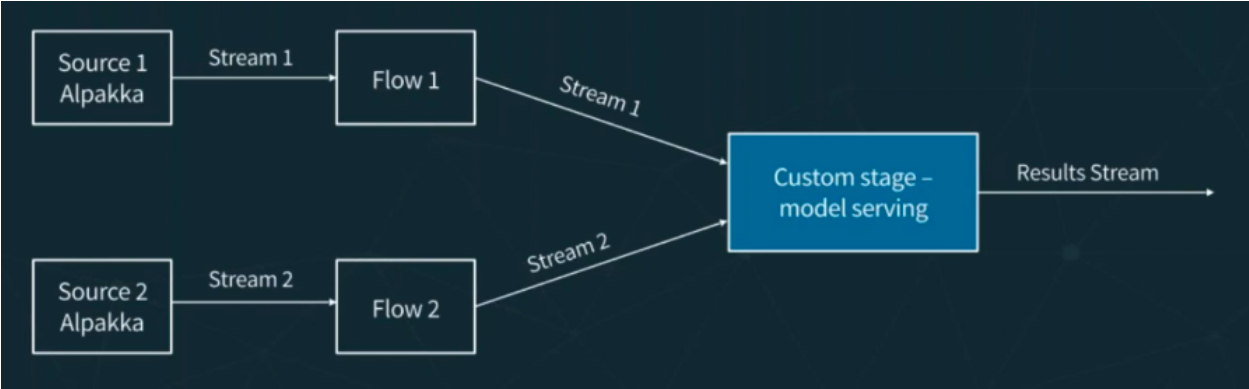 Source 1
Alpakka
Stream 1
Flow 1
Stream 1
Custom stage –
model serving
Results Stream
Source 2
Alpakka
Stream 2
Flow 2
Stream 2